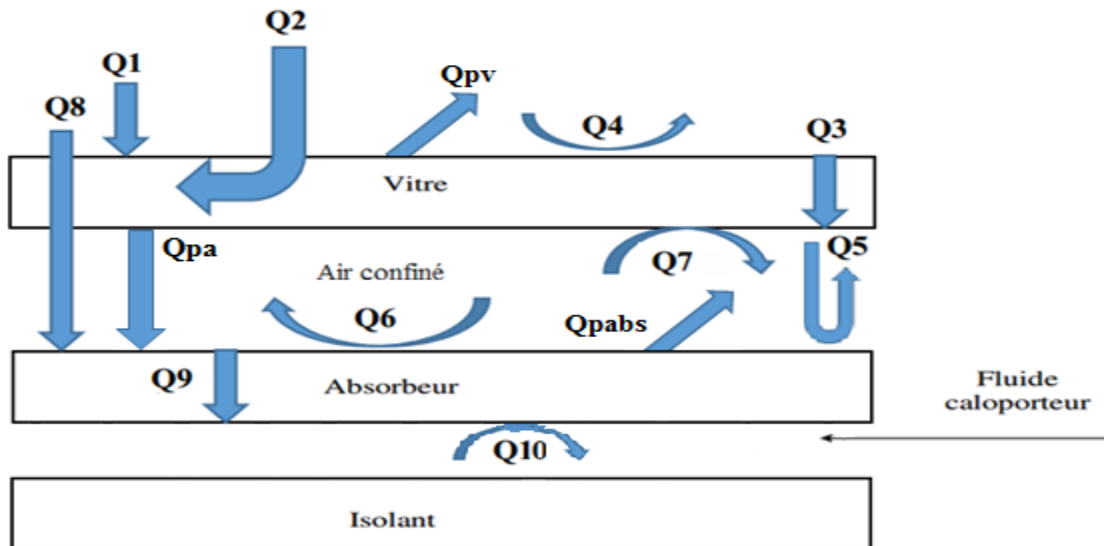 Q2
Q1
Qpv
Q8
Q4
Q3
Vitre
Qpa
Q5
Q7
Air confiné
Q6
Qpabs
Q9
Absorbeur
Fluide
caloporteur
Q10
Isolant